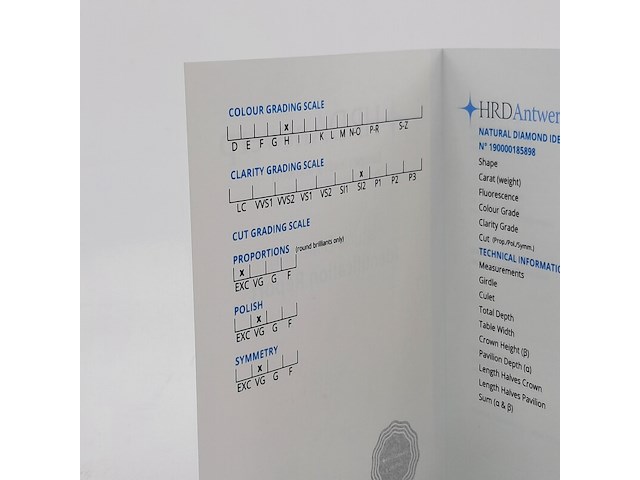 COLOUR GRADING SCALE
x
D E F G H I J K L M N-O P-R S-Z
CLARITY GRADING SCALE
x
LC VVS1 VVS2 VS1 VS2 SI1 SI2 P1 P2 P3
CUT GRADING SCALE
PROPORTIONS (round brilliants only)
x
EXC VG G F
POLISH
x
EXC VG G F
SYMMETRY
x
EXC VG G F
HRDAntwer
NATURAL DIAMOND IDE
N° 190000185898
Shape
Carat (weight)
Fluorescence
Colour Grade
Clarity Grade
Cut (Prop./Pol./Symm.)
TECHNICAL INFORMATIO
Measurements
Girdle
Culet
Total Depth
Table Width
Crown Height (β)
Pavilion Depth (α)
Length Halves Crown
Length Halves Pavilion
Sum (α & β)